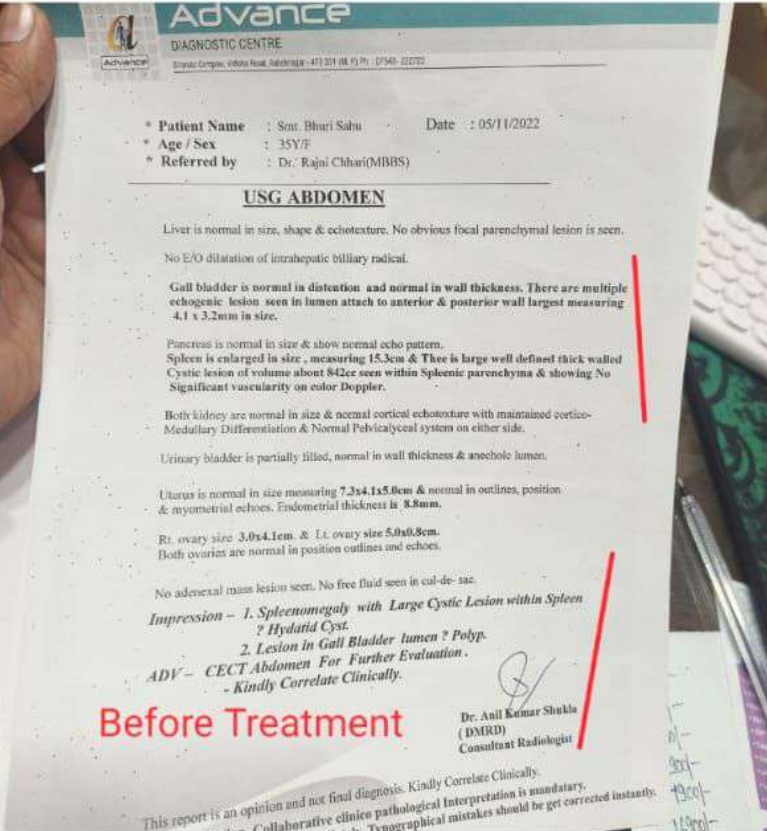 Advance
DIAGNOSTIC CENTRE
Advance
* Patient Name : Smt. Bhuri Sahu Date : 05/11/2022
* Age / Sex : 35Y/F
* Referred by : Dr. Rajni Chhari(MBBS)
USG ABDOMEN
Liver is normal in size, shape & echotexture. No obvious focal parenchymal lesion is seen.
No E/O dilatation of intrahepatic billiary radical.
Gall bladder is normal in distention and normal in wall thickness. There are multiple
echogenic lesion seen in lumen attach to anterior & posterior wall largest measuring
4.1 x 3.2mm in size.
Pancreas is normal in size & show normal echo pattern.
Spleen is enlarged in size , measuring 15.3cm & Thee is large well defined thick walled
Cystic lesion of volume about 842cc seen within Spleenic parenchyma & showing No
Significant vascularity on color Doppler.
Both kidney are normal in size & normal cortical echotexture with maintained cortico-
Medullary Differentiation & Normal Pelvicalyceal system on either side.
Urinary bladder is partially filled, normal in wall thickness & anechoic lumen.
Uterus is normal in size measuring 7.3x4.1x5.0cm & normal in outlines, position
& myometrial echoes. Endometrial thickness is 8.8mm.
Rt. ovary size 3.0x4.1cm. & Lt. ovary size 5.0x0.8cm.
Both ovaries are normal in position outlines and echoes.
No adenexal mass lesion seen. No free fluid seen in cul-de- sac.
Impression – 1. Spleenomegaly with Large Cystic Lesion within Spleen
? Hydatid Cyst.
2. Lesion in Gall Bladder lumen ? Polyp.
ADV – CECT Abdomen For Further Evaluation .
- Kindly Correlate Clinically.
Before Treatment
Dr. Anil Kumar Shukla
( DMRD)
Consultant Radiologist
This report is an opinion and not final diagnosis. Kindly Correlate Clinically.
Collaborative clinico pathological Interpretation is mandatary.
Typographical mistakes should be get corrected instantly.
1900/-